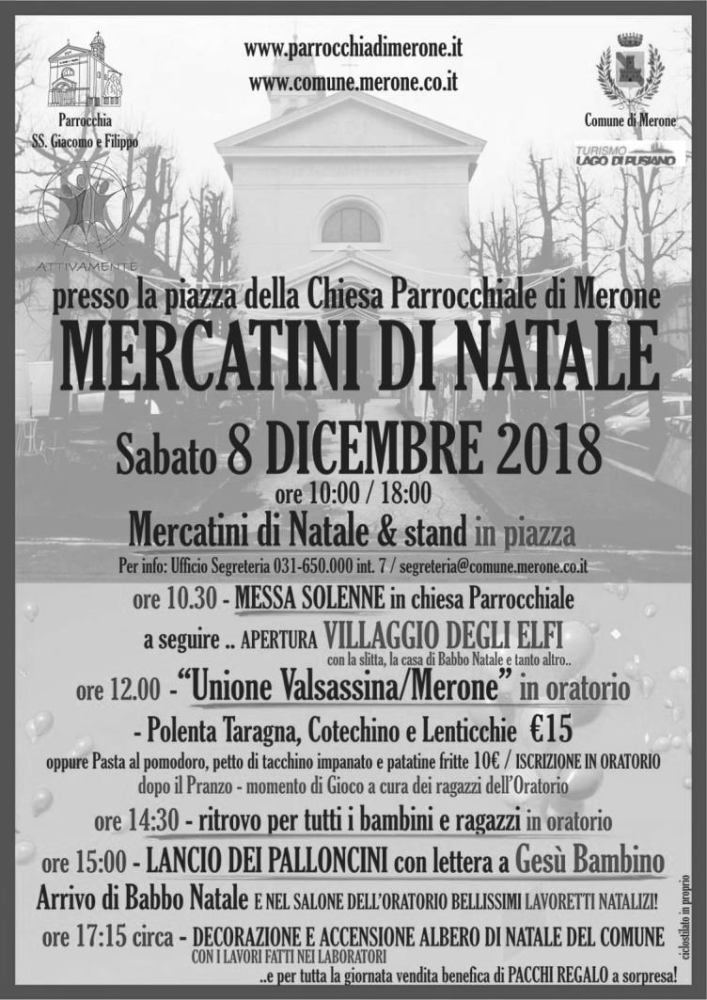 www.parrocchiadimerone.it
www.comune.merone.co.it
Parrocchia
SS. Giacomo e Filippo
Comune di Merone
TURISMO
LAGO DI PUSIANO
ATTIVAMENTE
presso la piazza della Chiesa Parrocchiale di Merone
MERCATINI DI NATALE
Sabato 8 DICEMBRE 2018
ore 10:00 / 18:00
Mercatini di Natale & stand in piazza
Per info: Ufficio Segreteria 031-650.000 int. 7 / segreteria@comune.merone.co.it
ore 10.30 - MESSA SOLENNE in chiesa Parrocchiale
a seguire .. APERTURA VILLAGGIO DEGLI ELFI
con la slitta, la casa di Babbo Natale e tanto altro..
ore 12.00 -“Unione Valsassina/Merone” in oratorio
- Polenta Taragna, Cotechino e Lenticchie €15
oppure Pasta al pomodoro, petto di tacchino impanato e patatine fritte 10€ / ISCRIZIONE IN ORATORIO
dopo il Pranzo - momento di Gioco a cura dei ragazzi dell'Oratorio
ore 14:30 - ritrovo per tutti i bambini e ragazzi in oratorio
ore 15:00 - LANCIO DEI PALLONCINI con lettera a Gesù Bambino
Arrivo di Babbo Natale E NEL SALONE DELL'ORATORIO BELLISSIMI LAVORETTI NATALIZI!
ore 17:15 circa - DECORAZIONE E ACCENSIONE ALBERO DI NATALE DEL COMUNE
CON I LAVORI FATTI NEI LABORATORI
..e per tutta la giornata vendita benefica di PACCHI REGALO a sorpresa!
ciclostilato in proprio